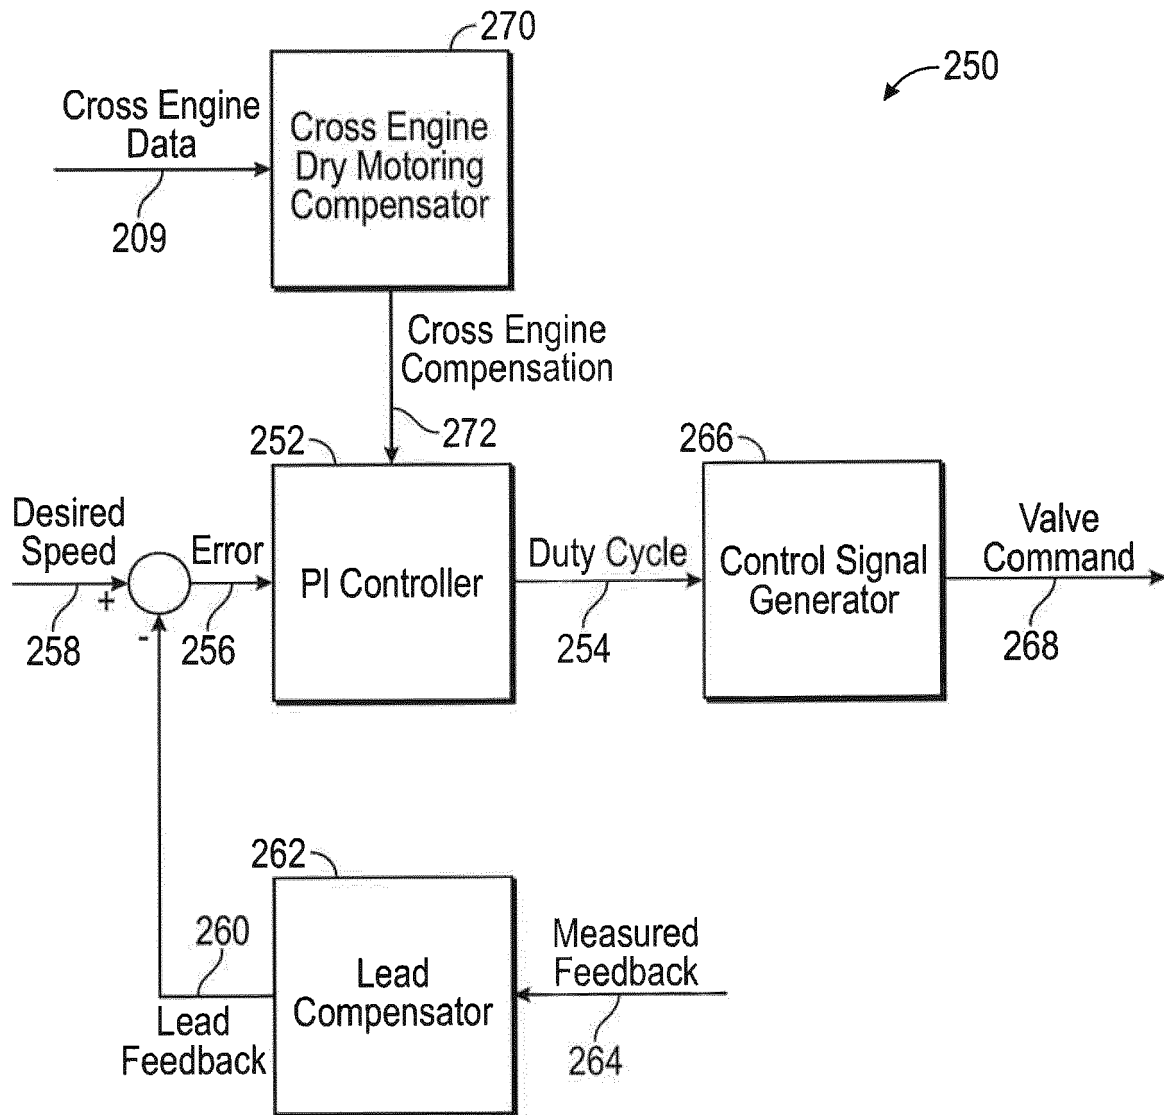 270
250
Cross Engine
Data
209
Cross Engine
Dry Motoring
Compensator
Cross Engine
Compensation
272
252
266
Desired
Speed
+
-
258
Error
256
PI Controller
Duty Cycle
254
Control Signal
Generator
Valve
Command
268
262
260
Lead
Feedback
Lead
Compensator
Measured
Feedback
264